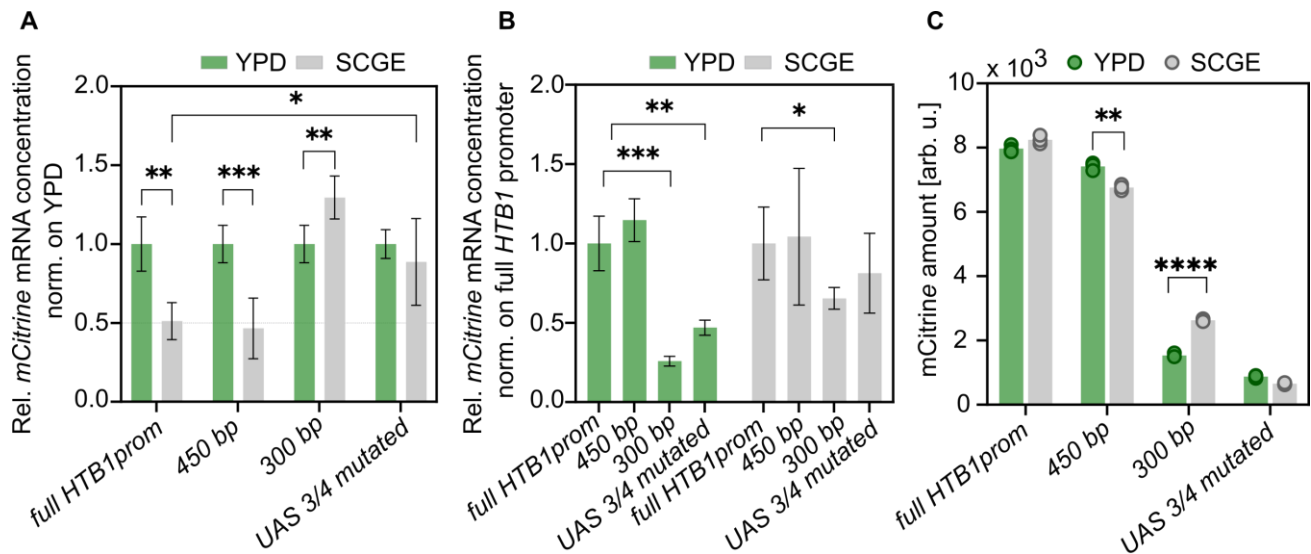 A
Rel. mCitrine mRNA concentration
norm. on YPD
YPD SCGE
2.0
1.5
1.0
0.5
0.0
*
** *** **
full HTB1prom
450 bp
300 bp
UAS 3/4 mutated
B
Rel. mCitrine mRNA concentration
norm. on full HTB1 promoter
YPD SCGE
2.0
1.5
1.0
0.5
0.0
** *
***
full HTB1prom
450 bp
300 bp
UAS 3/4 mutated
full HTB1prom
450 bp
300 bp
UAS 3/4 mutated
C
mCitrine amount [arb. u.]
x 10³
YPD SCGE
10
8
6
4
2
0
**
****
full HTB1prom
450 bp
300 bp
UAS 3/4 mutated